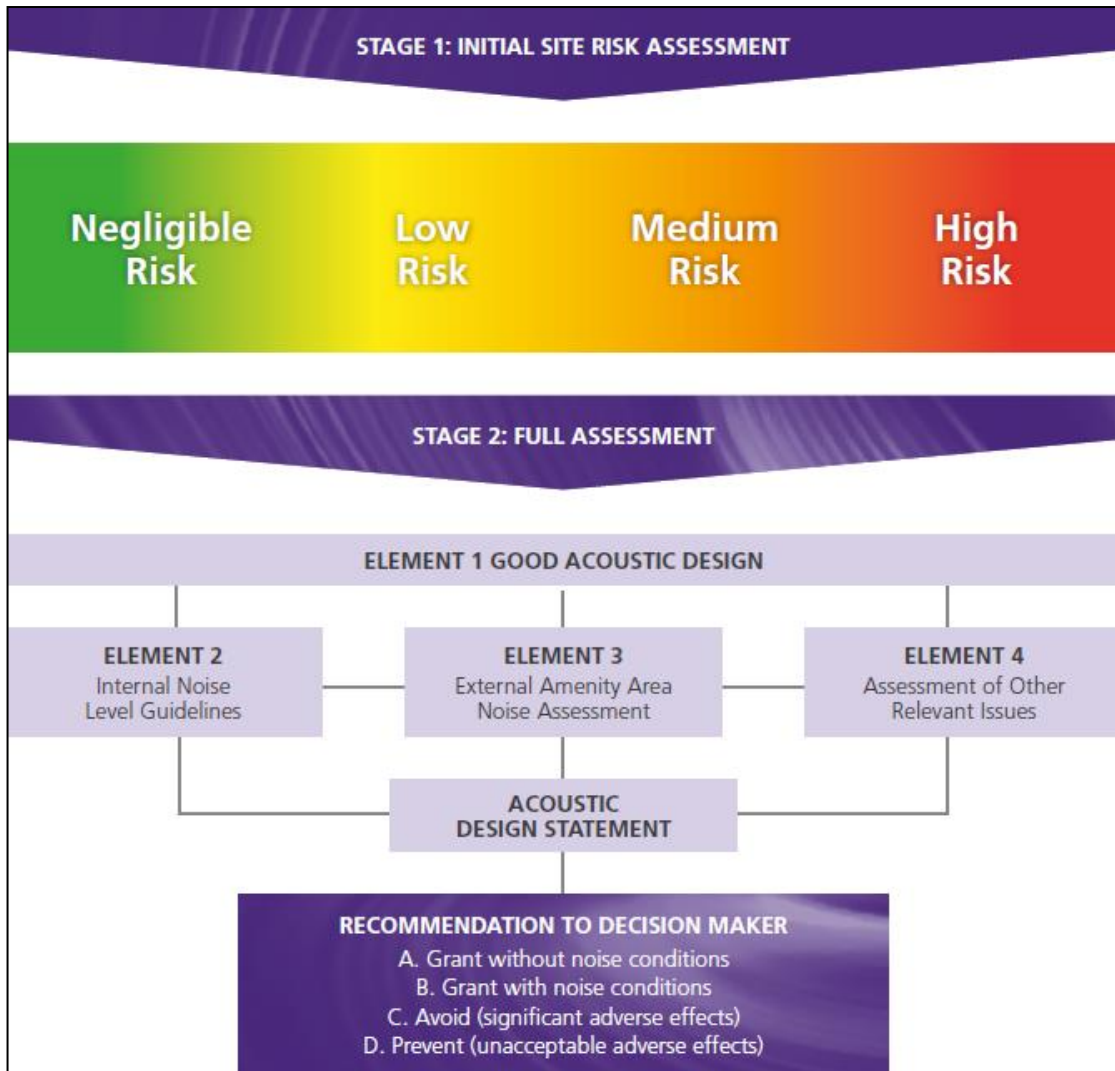 STAGE 1: INITIAL SITE RISK ASSESSMENT
Negligible
Risk
Low
Risk
Medium
Risk
High
Risk
STAGE 2: FULL ASSESSMENT
ELEMENT 1 GOOD ACOUSTIC DESIGN
ELEMENT 2
Internal Noise
Level Guidelines
ELEMENT 3
External Amenity Area
Noise Assessment
ELEMENT 4
Assessment of Other
Relevant Issues
ACOUSTIC
DESIGN STATEMENT
RECOMMENDATION TO DECISION MAKER
A. Grant without noise conditions
B. Grant with noise conditions
C. Avoid (significant adverse effects)
D. Prevent (unacceptable adverse effects)